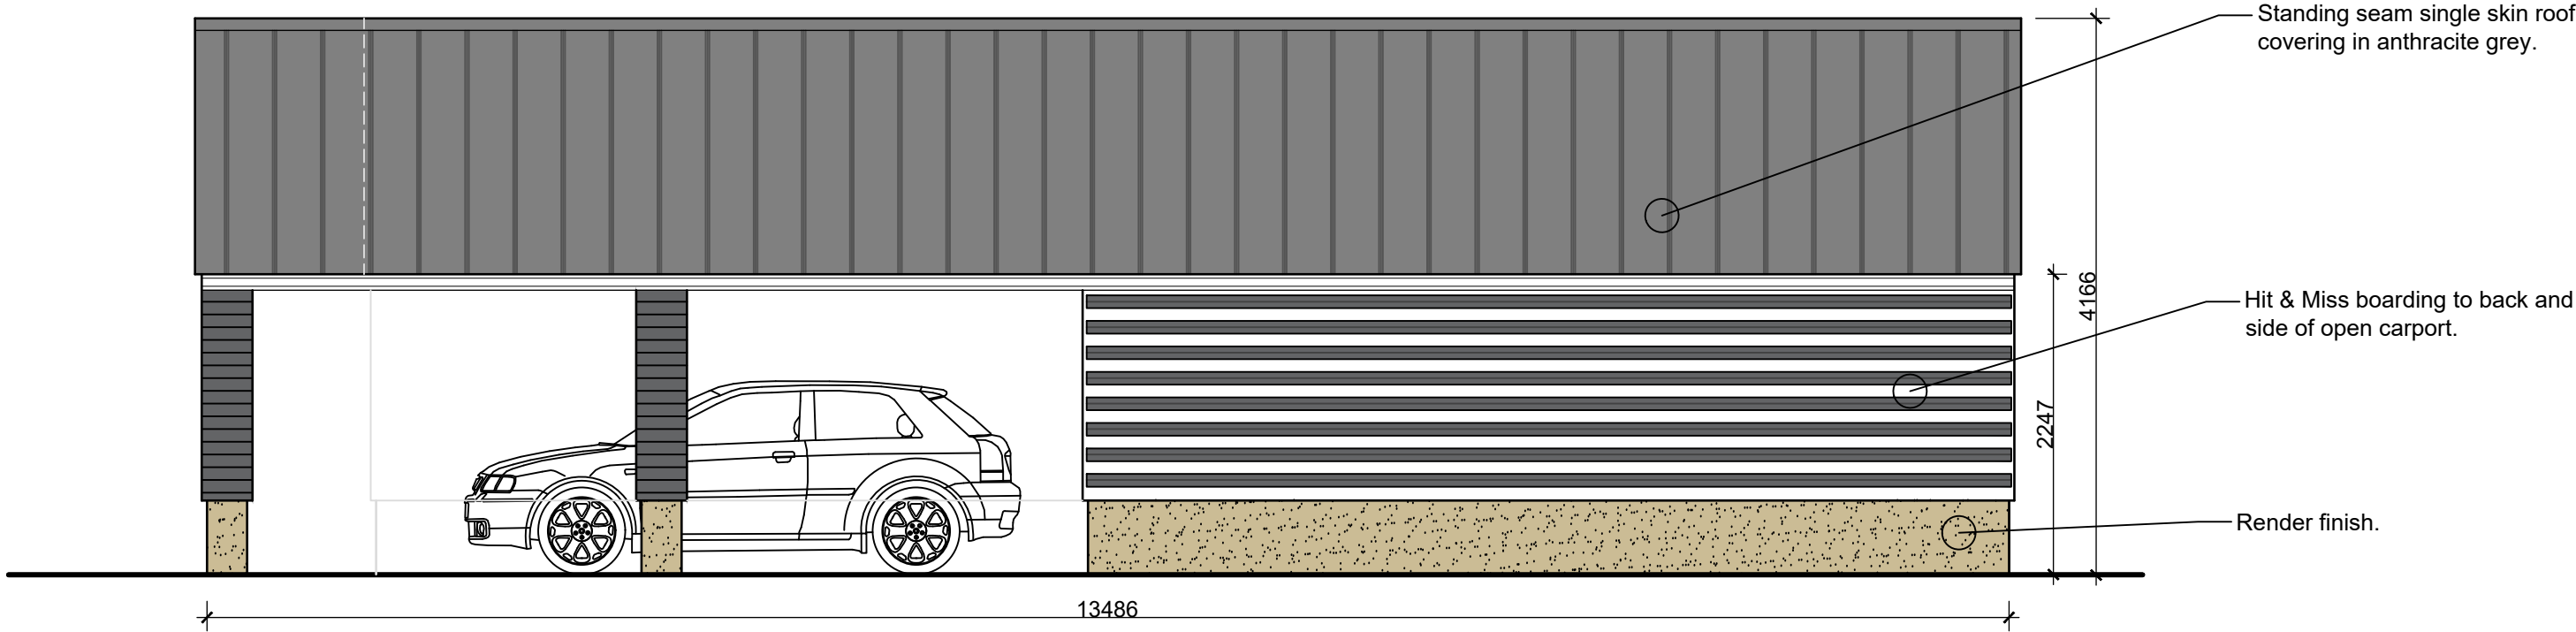 Standing seam single skin roof
covering in anthracite grey.
4166
Hit & Miss boarding to back and
side of open carport.
2247
Render finish.
13486